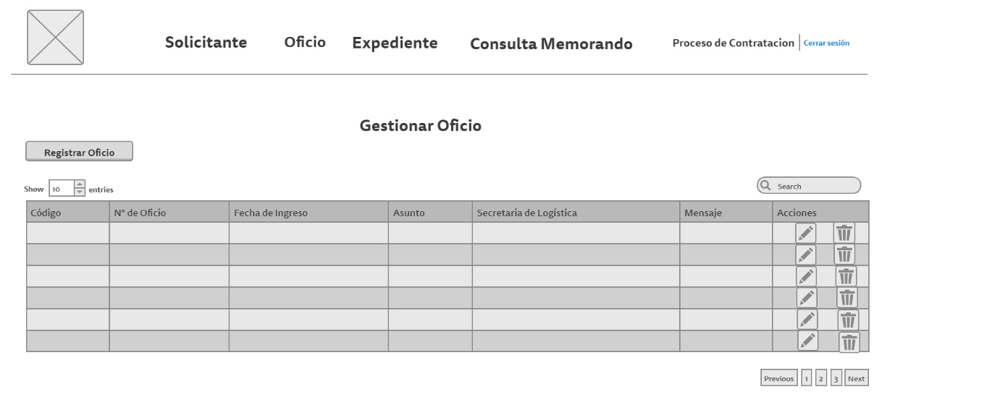 Solicitante Oficio Expediente Consulta Memorando Proceso de Contratacion Cerrar sesión
Gestionar Oficio
Registrar Oficio
Show 10 entries Search
Código N° de Oficio Fecha de Ingreso Asunto Secretaria de Logística Mensaje Acciones
Previous 1 2 3 Next